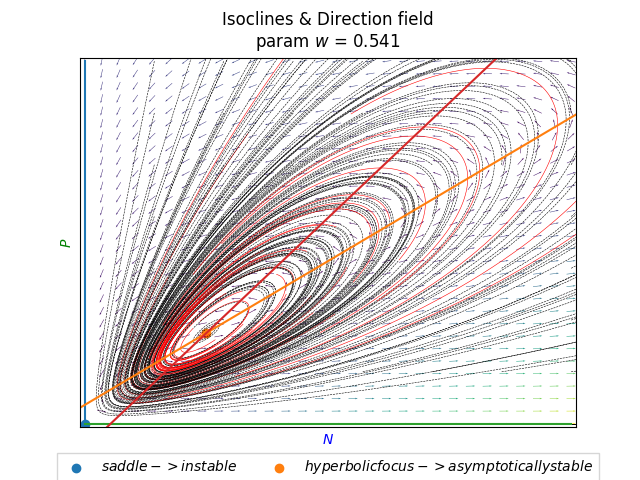 Isoclines & Direction field
param w = 0.541
P
N
saddle -> instable
hyperbolicfocus -> asymptoticallystable